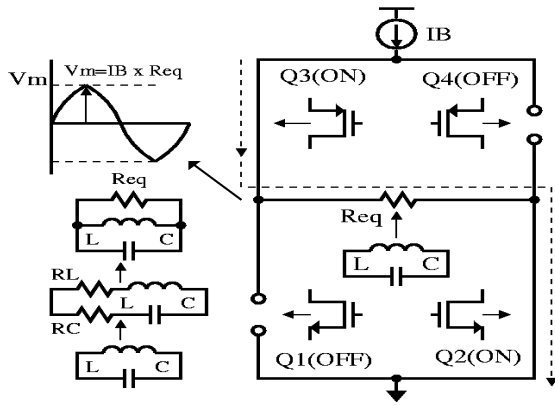 IB
Vm
Vm=IB x Req
Q3(ON)
Q4(OFF)
Req
L
C
Req
L
C
RL
L
C
RC
L
C
Q1(OFF)
Q2(ON)